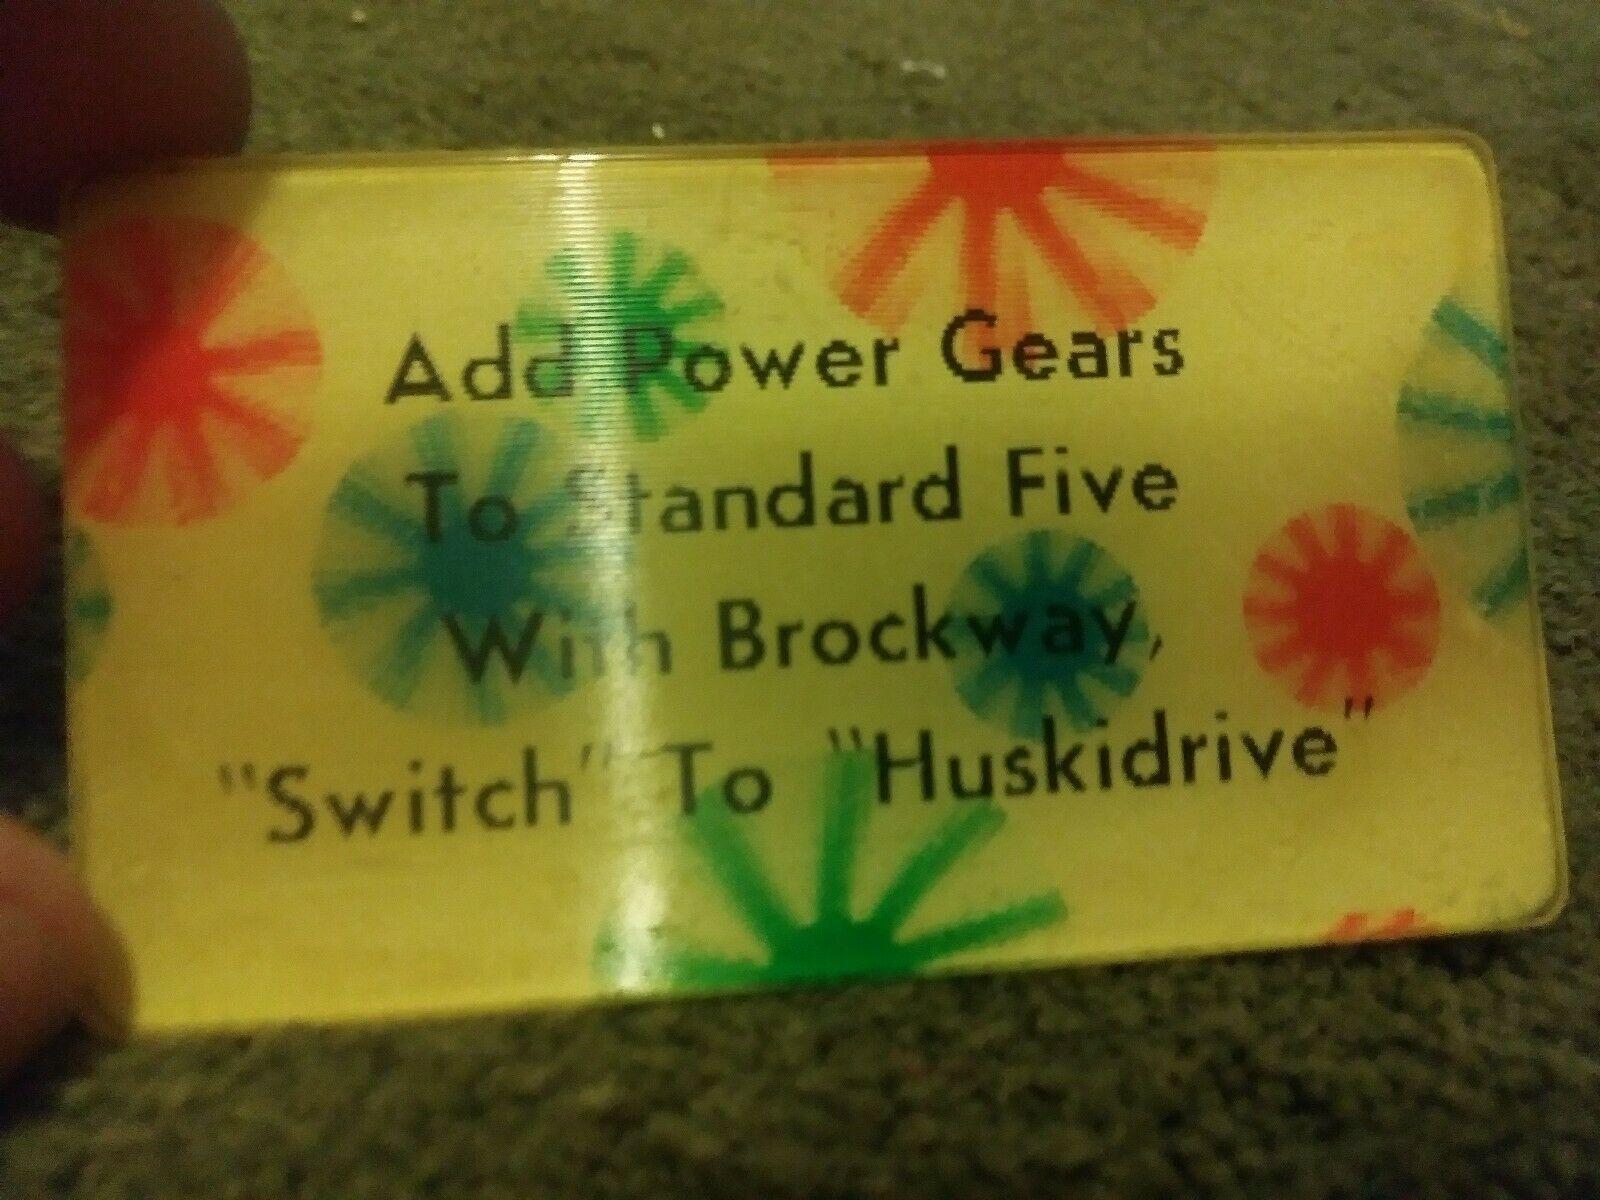 Add Power Gears
To Standard Five
With Brockway,
"Switch" To "Huskidrive"